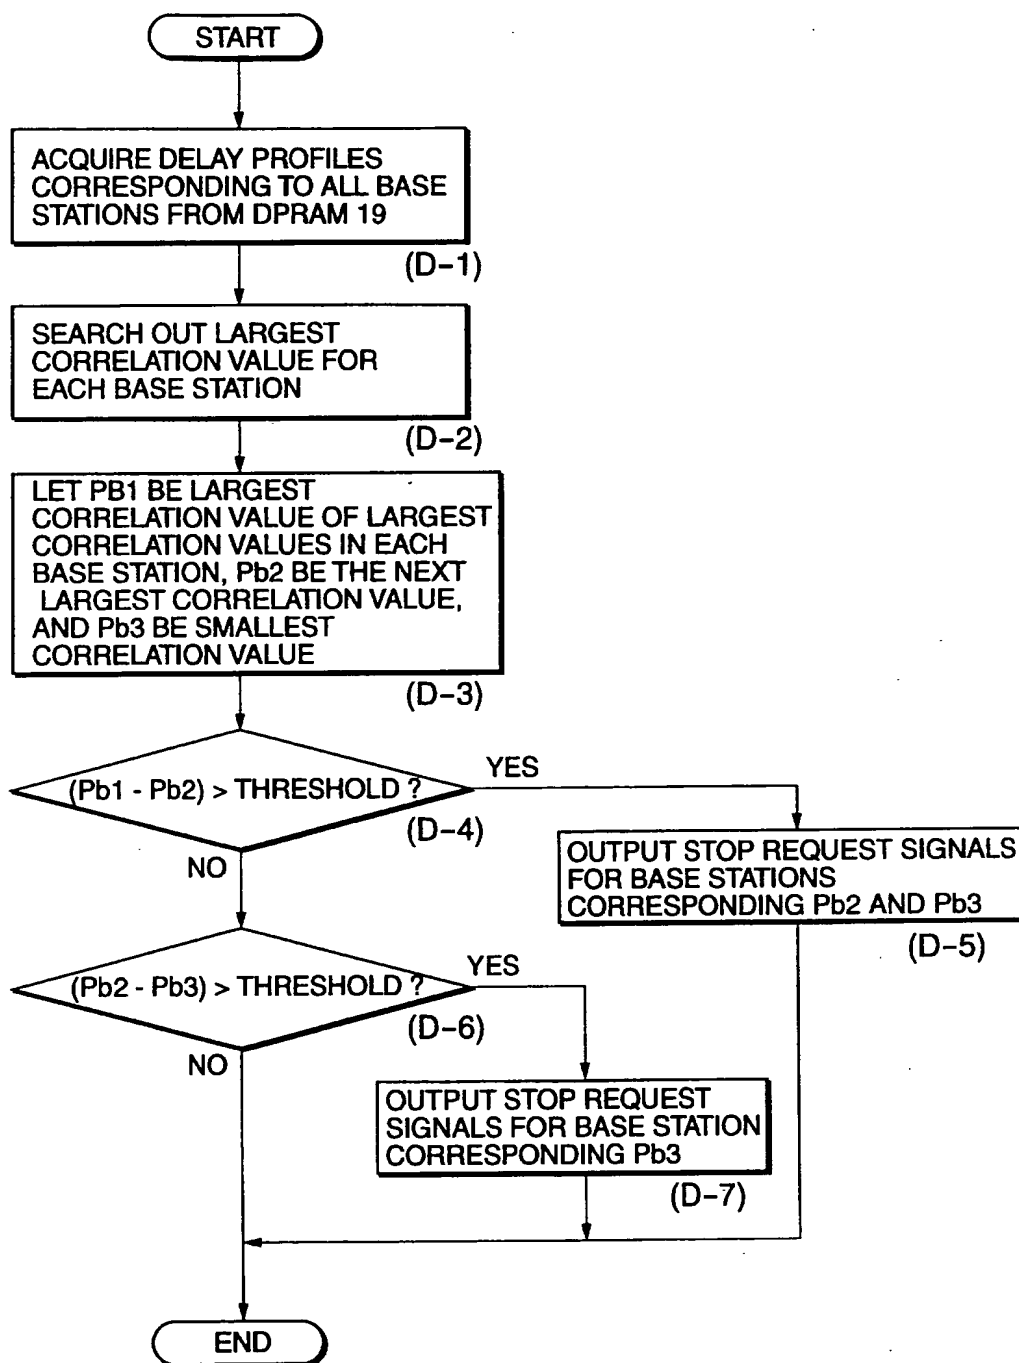 START
ACQUIRE DELAY PROFILES
CORRESPONDING TO ALL BASE
STATIONS FROM DPRAM 19
(D-1)
SEARCH OUT LARGEST
CORRELATION VALUE FOR
EACH BASE STATION
(D-2)
LET PB1 BE LARGEST
CORRELATION VALUE OF LARGEST
CORRELATION VALUES IN EACH
BASE STATION, Pb2 BE THE NEXT
LARGEST CORRELATION VALUE,
AND Pb3 BE SMALLEST
CORRELATION VALUE
(D-3)
(Pb1 - Pb2) > THRESHOLD ?
YES
(D-4)
NO
OUTPUT STOP REQUEST SIGNALS
FOR BASE STATIONS
CORRESPONDING Pb2 AND Pb3
(D-5)
(Pb2 - Pb3) > THRESHOLD ?
YES
(D-6)
NO
OUTPUT STOP REQUEST
SIGNALS FOR BASE STATION
CORRESPONDING Pb3
(D-7)
END